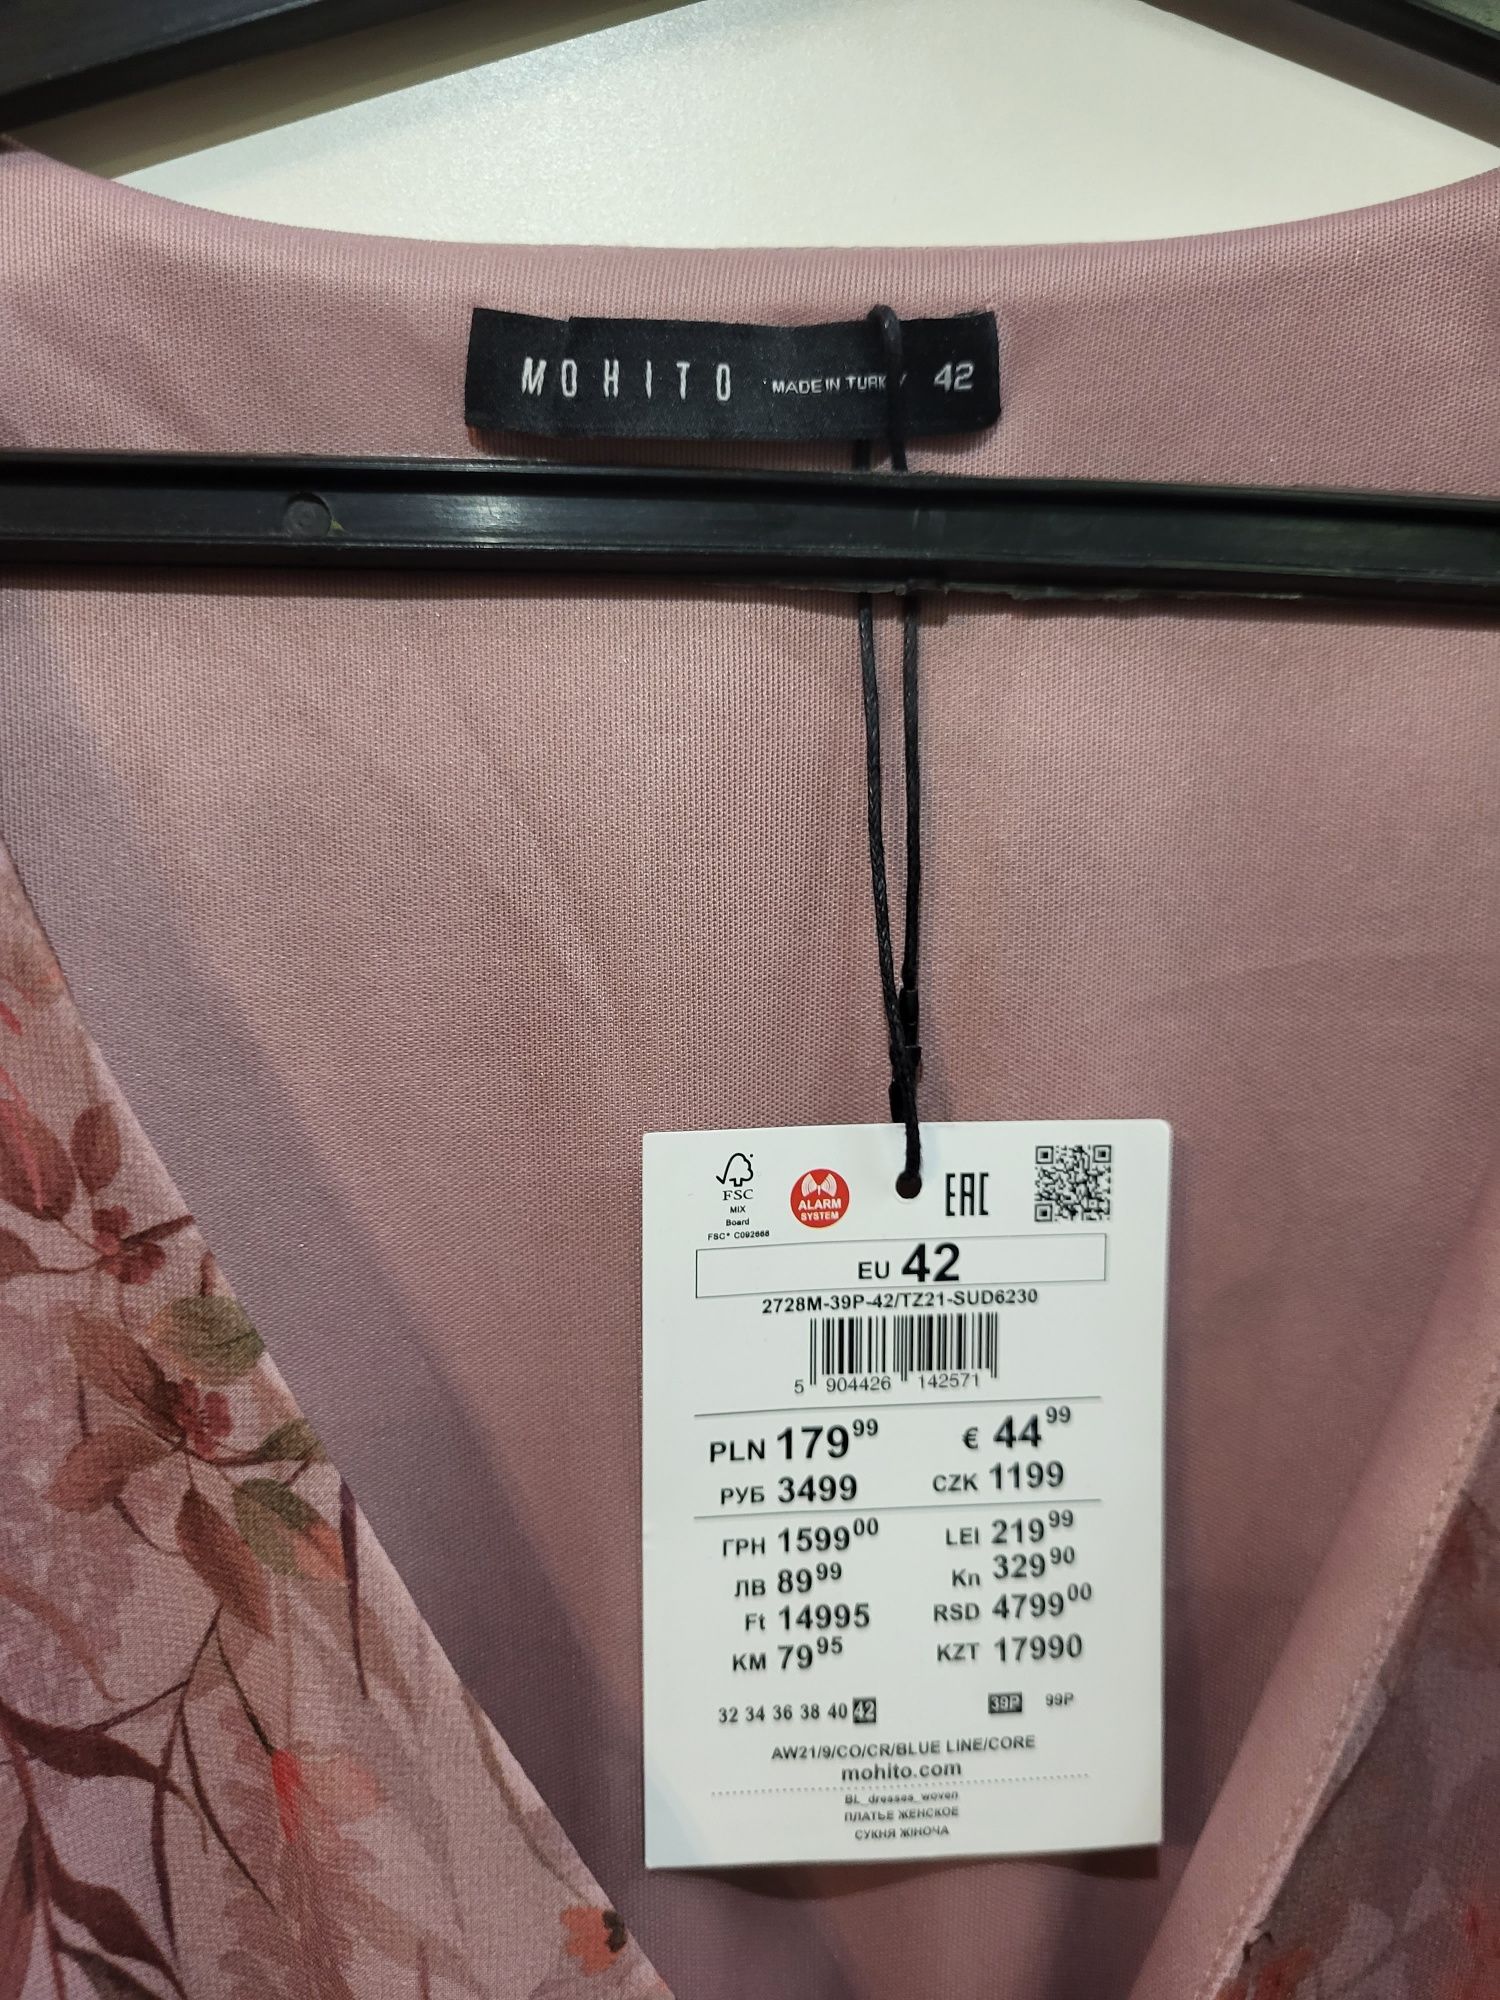 MOHITO MADE IN TURK 42
FSC
MIX
Board
FSC® C092666
ALARM
SYSTEM
EAC
EU 42
2728M-39P-42/TZ21-SUD6230
5 904426 142571
PLN 179 99 € 44 99
РУБ 3499 CZK 1199
ГРН 1599 00 LEI 219 99
ЛВ 89 99 Kn 329 90
Ft 14995 RSD 4799 00
KM 79 95 KZT 17990
32 34 36 38 40 42 39P 99P
AW21/9/CO/CR/BLUE LINE/CORE
mohito.com
BL_dresses_woven
ПЛАТЬЕ ЖЕНСКОЕ
СУКНЯ ЖІНОЧА